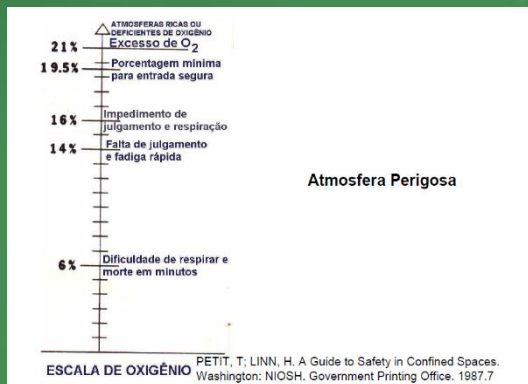 ATMOSFERAS RICAS OU
DEFICIENTES DE OXIGÊNIO
21% Excesso de O2
19.5% Porcentagem mínima
para entrada segura
16% Impedimento de
julgamento e respiração
14% Falta de julgamento
e fadiga rápida
Atmosfera Perigosa
6% Dificuldade de respirar e
morte em minutos
ESCALA DE OXIGÊNIO
PETIT, T; LINN, H. A Guide to Safety in Confined Spaces.
Washington: NIOSH. Government Printing Office. 1987.7